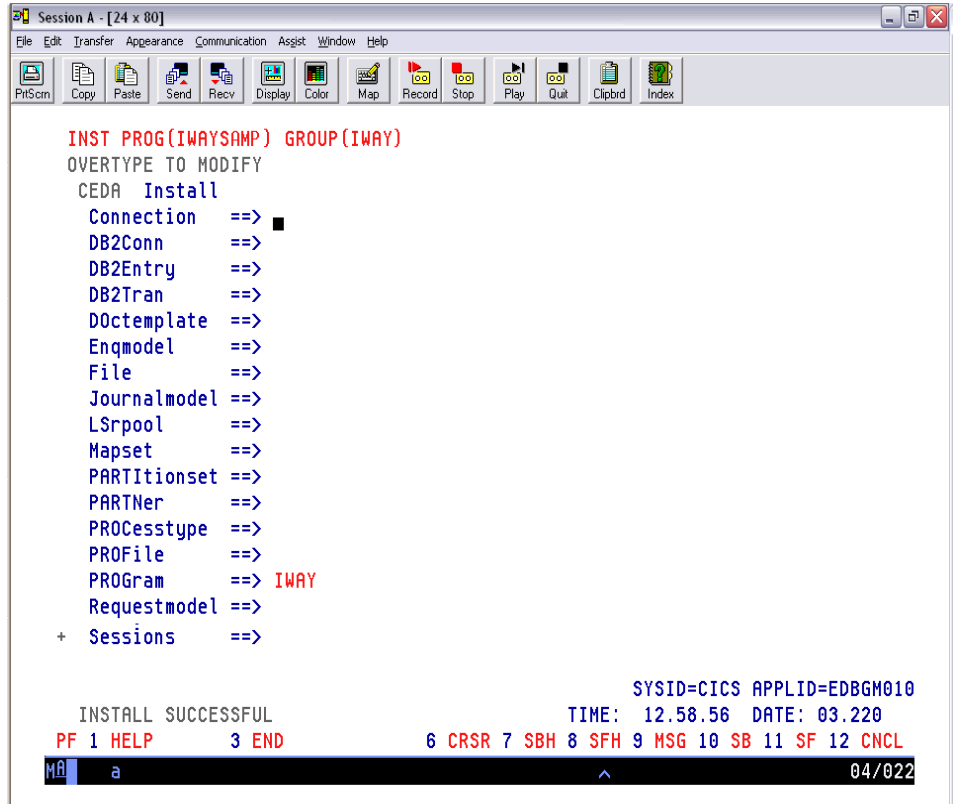 Session A - [24 x 80]
File Edit Transfer Appearance Communication Assist Window Help
PrtScrn Copy Paste Send Recv Display Color Map Record Stop Play Quit Clipbrd Index
INST PROG(IWAYSAMP) GROUP(IWAY)
OVERTYPE TO MODIFY
CEDA Install
Connection ==>
DB2Conn ==>
DB2Entry ==>
DB2Tran ==>
DOctemplate ==>
Enqmodel ==>
File ==>
Journalmodel ==>
LSrpool ==>
Mapset ==>
PARTItionset ==>
PARTNer ==>
PROCesstype ==>
PROFile ==>
PROGram ==> IWAY
Requestmodel ==>
+ Sessions ==>
SYSID=CICS APPLID=EDBGM010
INSTALL SUCCESSFUL TIME: 12.58.56 DATE: 03.220
PF 1 HELP 3 END 6 CRSR 7 SBH 8 SFH 9 MSG 10 SB 11 SF 12 CNCL
MA a ^ 04/022